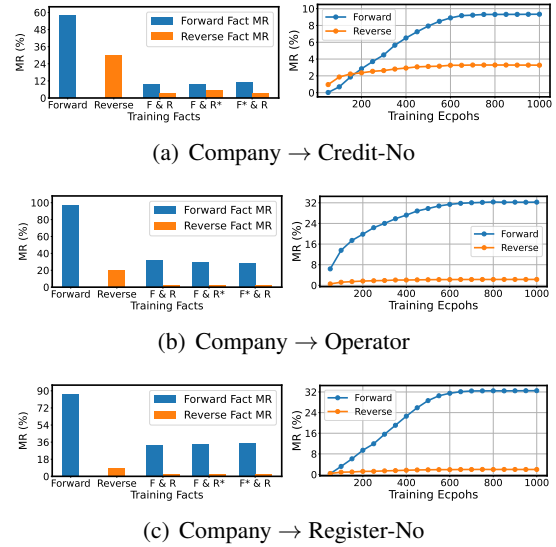 60
48
36
24
12
0
MR (%)
Forward Fact MR
Reverse Fact MR
Forward Reverse F & R F & R* F* & R
Training Facts
10
8
6
4
2
0
MR (%)
Forward
Reverse
200 400 600 800 1000
Training Ecpohs
(a) Company → Credit-No
100
80
60
40
20
0
MR (%)
Forward Fact MR
Reverse Fact MR
Forward Reverse F & R F & R* F* & R
Training Facts
32
24
16
8
0
MR (%)
Forward
Reverse
200 400 600 800 1000
Training Ecpohs
(b) Company → Operator
90
72
54
36
18
0
MR (%)
Forward Fact MR
Reverse Fact MR
Forward Reverse F & R F & R* F* & R
Training Facts
32
24
16
8
0
MR (%)
Forward
Reverse
200 400 600 800 1000
Training Ecpohs
(c) Company → Register-No